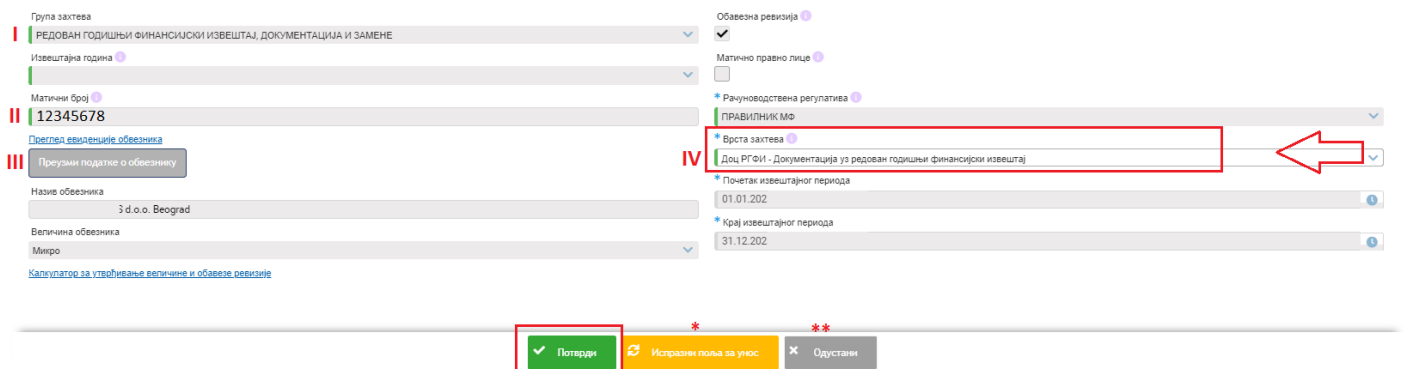 Група захтева
I
РЕДОВАН ГОДИШЊИ ФИНАНСИЈСКИ ИЗВЕШТАЈ, ДОКУМЕНТАЦИЈА И ЗАМЕНЕ
Извештајна година
Матични број
II
12345678
Преглед евиденције обвезника
III
Преузми податке о обвезнику
Назив обвезника
d.o.o. Beograd
Величина обвезника
Микро
Калкулатор за утврђивање величине и обавезе ревизије
Обавезна ревизија
Матично правно лице
* Рачуноводствена регулатива
ПРАВИЛНИК МФ
* Врста захтева
IV
Доц РГФИ - Документација уз редован годишњи финансијски извештај
* Почетак извештајног периода
01.01.202
* Крај извештајног периода
31.12.202
* **
Потврди Испразни поља за унос Одустани